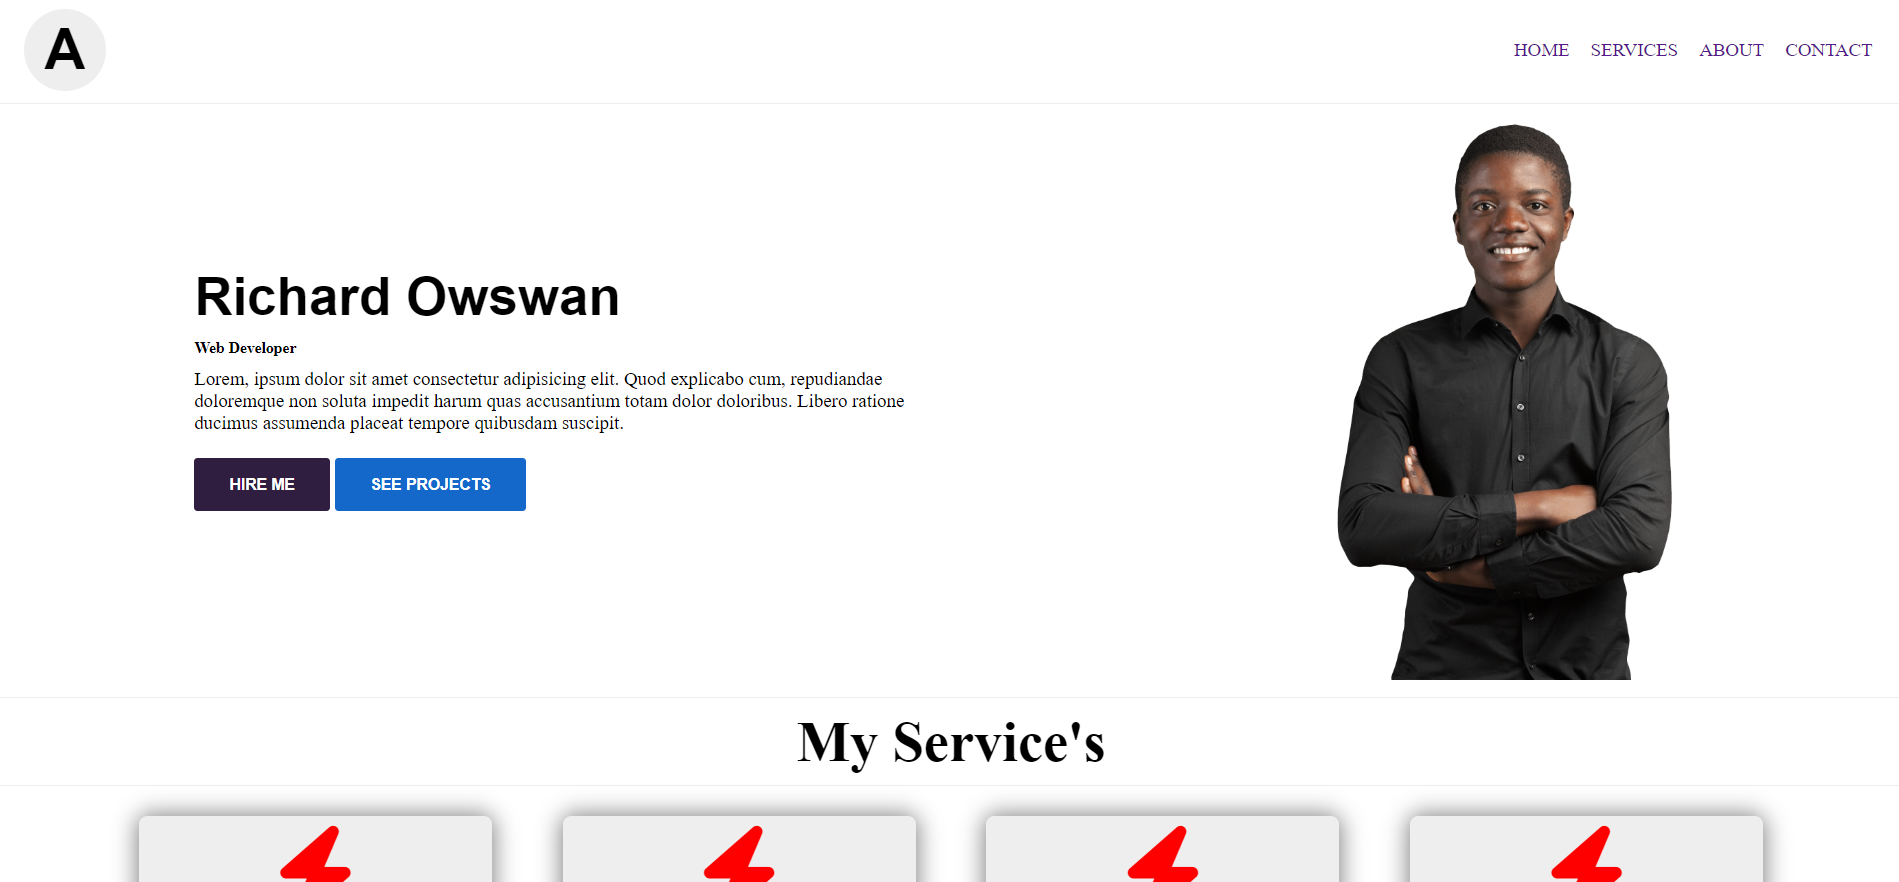 A
HOME SERVICES ABOUT CONTACT
Richard Owswan
Web Developer
Lorem, ipsum dolor sit amet consectetur adipisicing elit. Quod explicabo cum, repudiandae
doloremque non soluta impedit harum quas accusantium totam dolor doloribus. Libero ratione
ducimus assumenda placeat tempore quibusdam suscipit.
HIRE ME SEE PROJECTS
My Service's